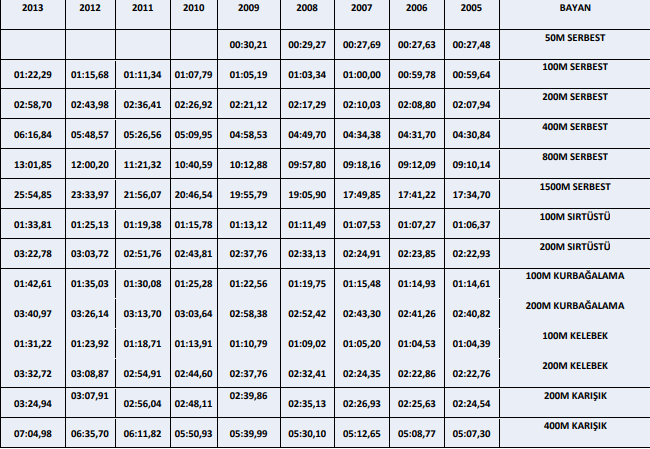 2013 2012 2011 2010 2009 2008 2007 2006 2005 BAYAN
00:30,21 00:29,27 00:27,69 00:27,63 00:27,48 50M SERBEST
01:22,29 01:15,68 01:11,34 01:07,79 01:05,19 01:03,34 01:00,00 00:59,78 00:59,64 100M SERBEST
02:58,70 02:43,98 02:36,41 02:26,92 02:21,12 02:17,29 02:10,03 02:08,80 02:07,94 200M SERBEST
06:16,84 05:48,57 05:26,56 05:09,95 04:58,53 04:49,70 04:34,38 04:31,70 04:30,84 400M SERBEST
13:01,85 12:00,20 11:21,32 10:40,59 10:12,88 09:57,80 09:18,16 09:12,09 09:10,14 800M SERBEST
25:54,85 23:33,97 21:56,07 20:46,54 19:55,79 19:05,90 17:49,85 17:41,22 17:34,70 1500M SERBEST
01:33,81 01:25,13 01:19,38 01:15,78 01:13,12 01:11,49 01:07,53 01:07,27 01:06,37 100M SIRTÜSTÜ
03:22,78 03:03,72 02:51,76 02:43,81 02:37,76 02:33,13 02:24,91 02:23,85 02:22,93 200M SIRTÜSTÜ
01:42,61 01:35,03 01:30,08 01:25,28 01:22,56 01:19,75 01:15,48 01:14,93 01:14,61 100M KURBAĞALAMA
03:40,97 03:26,14 03:13,70 03:03,64 02:58,38 02:52,42 02:43,30 02:41,26 02:40,82 200M KURBAĞALAMA
01:31,22 01:23,92 01:18,71 01:13,91 01:10,79 01:09,02 01:05,20 01:04,53 01:04,39 100M KELEBEK
03:32,72 03:08,87 02:54,91 02:44,60 02:37,76 02:32,41 02:24,35 02:22,86 02:22,76 200M KELEBEK
03:24,94 03:07,91 02:56,04 02:48,11 02:39,86 02:35,13 02:26,93 02:25,63 02:24,54 200M KARIŞIK
07:04,98 06:35,70 06:11,82 05:50,93 05:39,99 05:30,10 05:12,65 05:08,77 05:07,30 400M KARIŞIK